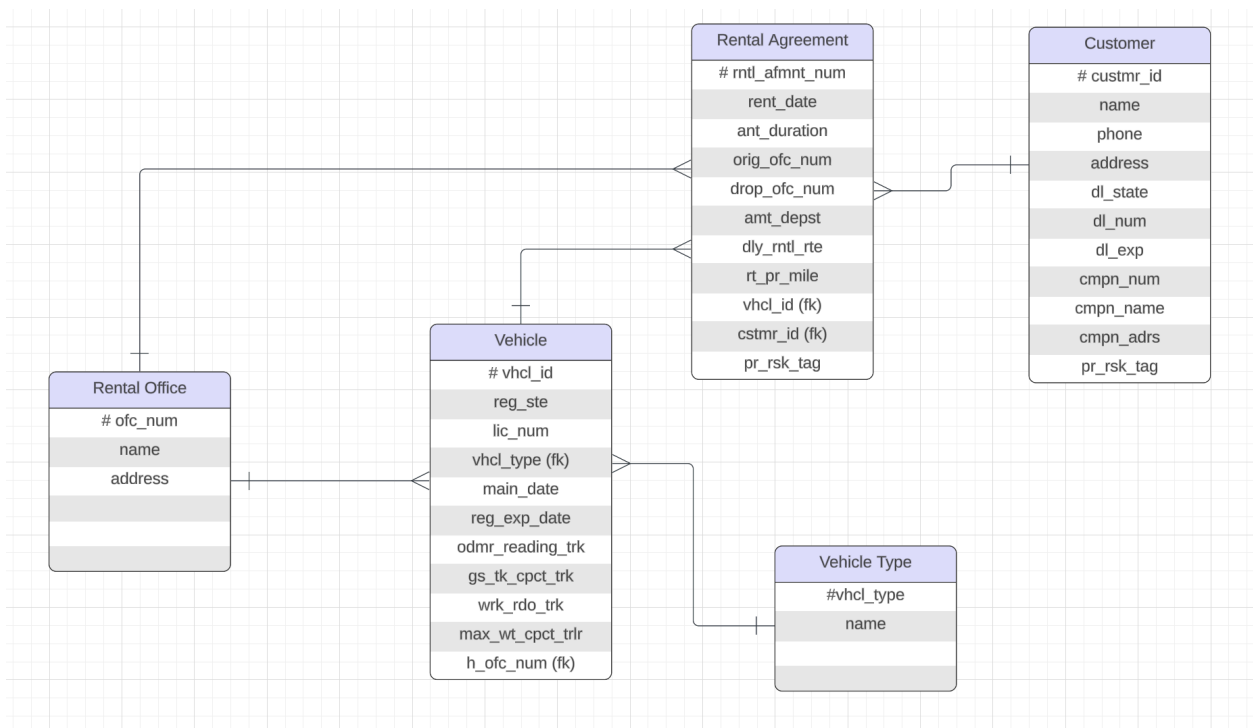 Rental Agreement
# rntl_afmnt_num
rent_date
ant_duration
orig_ofc_num
drop_ofc_num
amt_depst
dly_rntl_rte
rt_pr_mile
vhcl_id (fk)
cstmr_id (fk)
pr_rsk_tag
Customer
# custmr_id
name
phone
address
dl_state
dl_num
dl_exp
cmpn_num
cmpn_name
cmpn_adrs
pr_rsk_tag
Rental Office
# ofc_num
name
address
Vehicle
# vhcl_id
reg_ste
lic_num
vhcl_type (fk)
main_date
reg_exp_date
odmr_reading_trk
gs_tk_cpct_trk
wrk_rdo_trk
max_wt_cpct_trlr
h_ofc_num (fk)
Vehicle Type
#vhcl_type
name